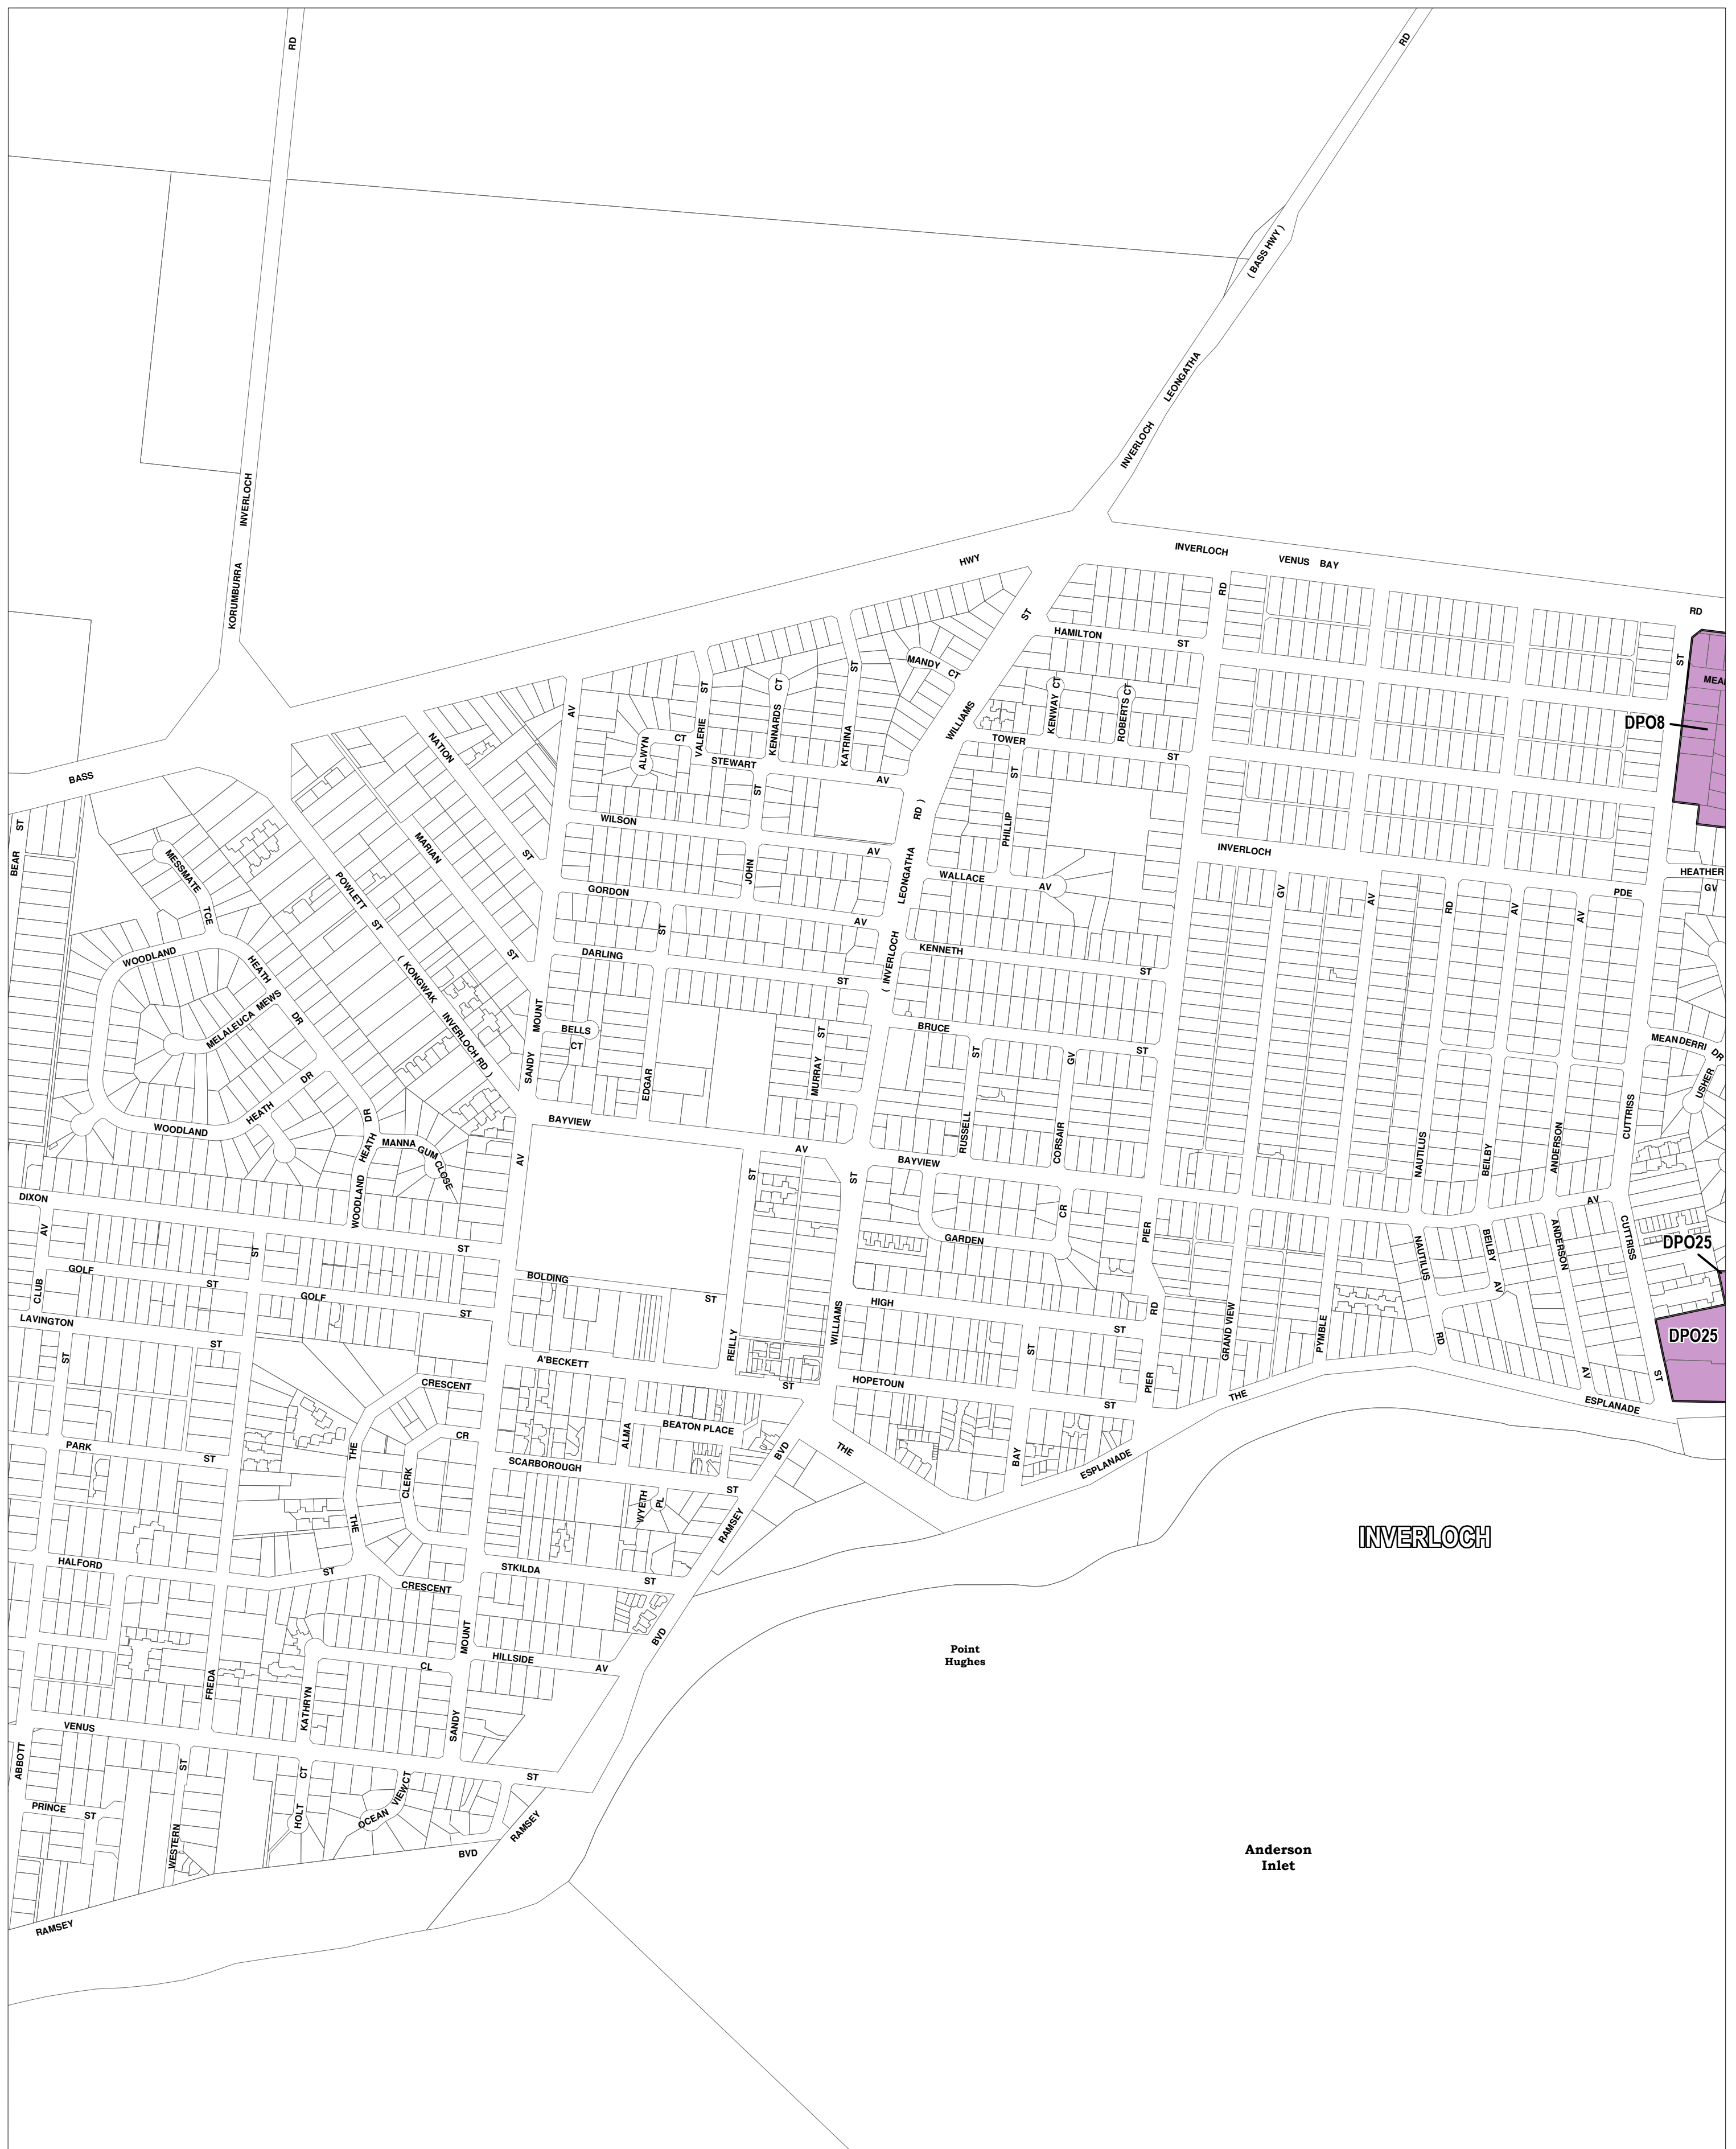 RD
RD
( BASS HWY )
INVERLOCH LEONGATHA
KORUMBURRA INVERLOCH
BASS
HWY
INVERLOCH VENUS BAY
RD
RD
ST
HAMILTON ST
MANDY CT
ST
MEA
DPO8
KENWAY CT
ROBERTS CT
WILLIAMS
TOWER ST
AV
VALERIE ST
KENNARDS CT
KATRINA ST
ALWYN CT
NATION ST
STEWART AV
ST
JOHN
WILSON AV
MARIAN ST
( INVERLOCH LEONGATHA RD )
PHILLIP ST
INVERLOCH PDE
HEATHER GV
BEAR ST
MESSMATE TCE
POWLETT ST
( KONGWAK INVERLOCH RD )
GORDON AV
WALLACE AV
GV
AV
RD
AV
AV
WOODLAND
HEATH DR
MELALEUCA MEWS
DARLING ST
ST
KENNETH ST
MOUNT
SANDY
BELLS CT
EDGAR
MURRAY ST
BRUCE ST
ST
RUSSELL
GV
CORSAIR
MEANDERRI DR
USHER
CUTTRISS
HEATH DR
WOODLAND
HEATH RD
WOODLAND
MANNA GUM CLOSE
AV
BAYVIEW AV
BAYVIEW AV
NAUTILUS
BEILBY
ANDERSON
DIXON ST
AV
CLUB
ST
REILLY ST
WILLIAMS ST
GARDEN CR
PIER RD
NAUTILUS RD
BEILBY AV
ANDERSON AV
CUTTRISS ST
DPO25
DPO25
GOLF ST
GOLF ST
BOLDING ST
HIGH ST
LAVINGTON ST
ST
A'BECKETT ST
HOPETOUN ST
ST
BAY
PIER
GRAND VIEW
PYMBLE
THE ESPLANADE
THE ESPLANADE
CRESCENT
THE
CLERK CR
ALMA
BEATON PLACE
BVD
PARK ST
SCARBOROUGH ST
WYETH PL
RAMSEY
THE
INVERLOCH
HALFORD ST
CRESCENT
STKILDA ST
MOUNT
SANDY
BVD
Point
Hughes
HILLSIDE AV
CL
FREDA
KATHRYN
VENUS ST
ABBOTT
ST
WESTERN
CT
HOLT
OCEAN VIEW CT
PRINCE ST
RAMSEY
BVD
RAMSEY
Anderson
Inlet